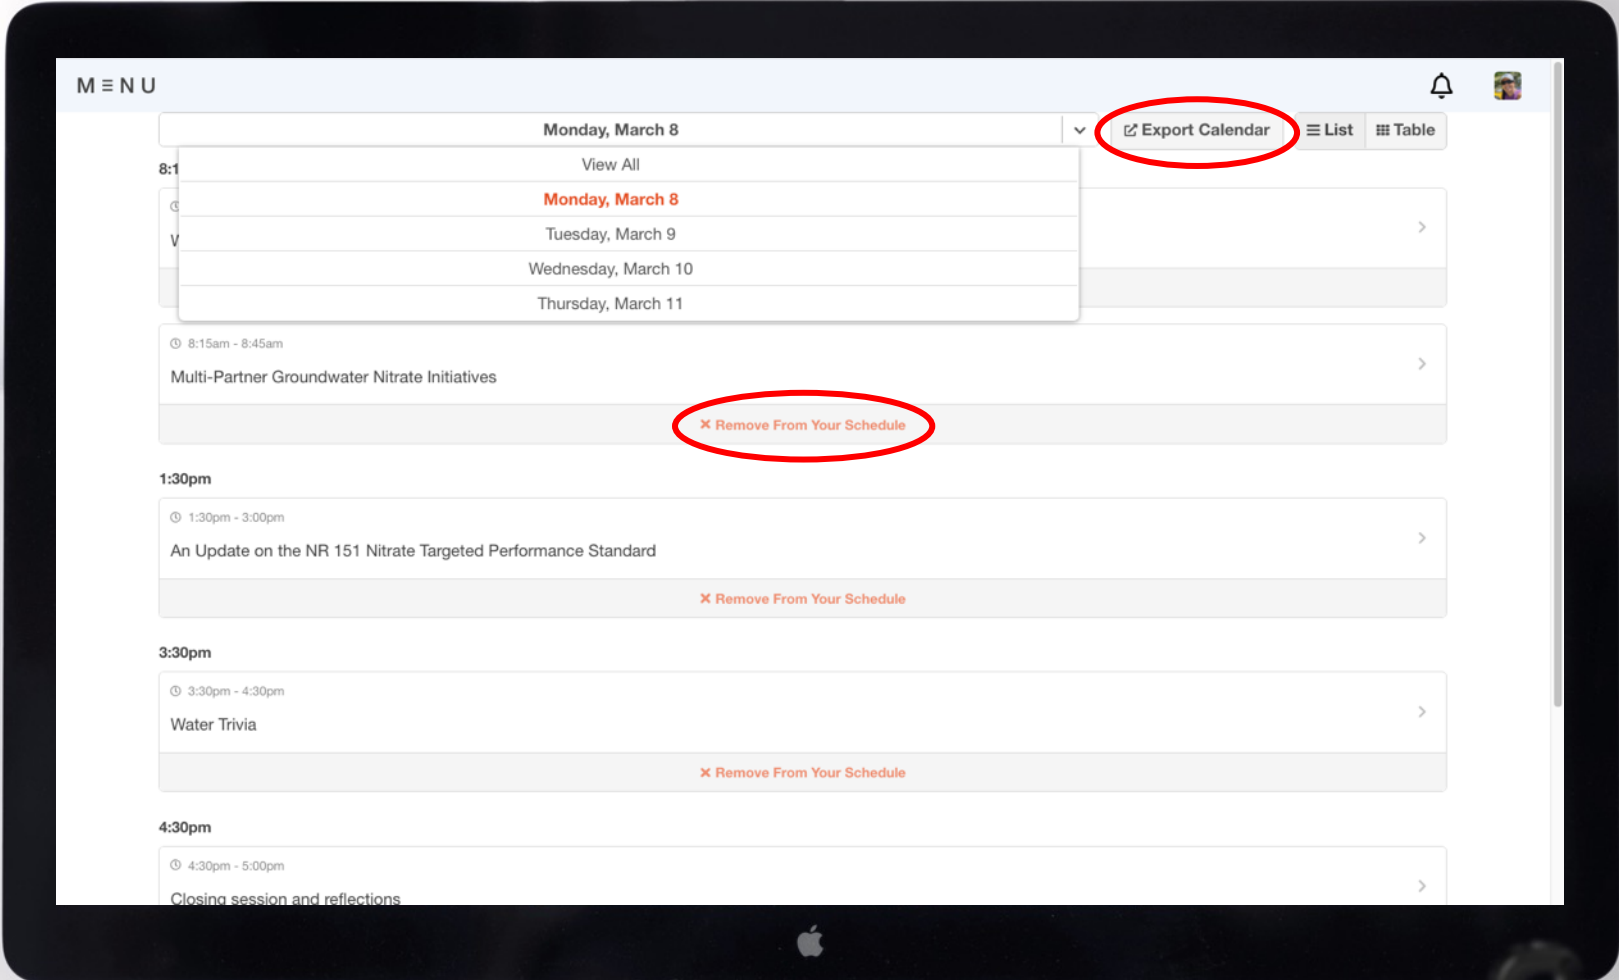 MENU
Monday, March 8
Export Calendar
List
Table
View All
Monday, March 8
Tuesday, March 9
Wednesday, March 10
Thursday, March 11
8:15am - 8:45am
Multi-Partner Groundwater Nitrate Initiatives
× Remove From Your Schedule
1:30pm
1:30pm - 3:00pm
An Update on the NR 151 Nitrate Targeted Performance Standard
× Remove From Your Schedule
3:30pm
3:30pm - 4:30pm
Water Trivia
× Remove From Your Schedule
4:30pm
4:30pm - 5:00pm
Closing session and reflections